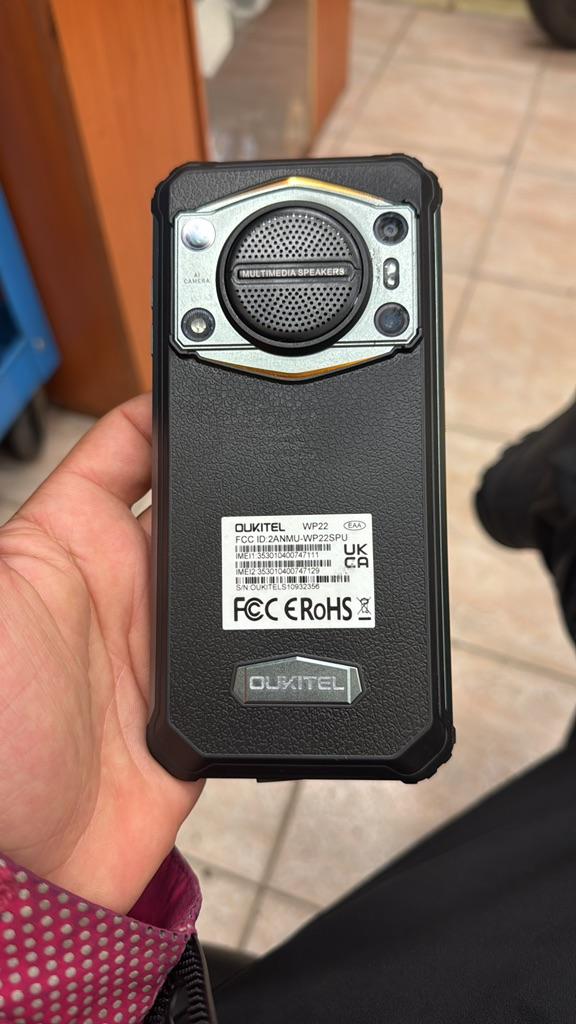 AI
CAMERA
MULTIMEDIA SPEAKERS
OUKITEL WP22 EAA
FCC ID:2ANMU-WP22SPU
IMEI1:353010400747111
IMEI2:353010400747129
S/N:OUKITELS10932356
UK
CA
FC CE RoHS
OUKITEL